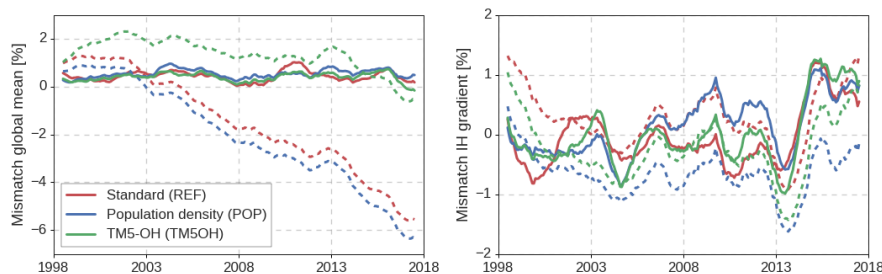 Mismatch global mean [%]
2
0
−2
−4
−6
Standard (REF)
Population density (POP)
TM5-OH (TM5OH)
1998 2003 2008 2013 2018
Mismatch IH gradient [%]
2
1
0
−1
−2
1998 2003 2008 2013 2018